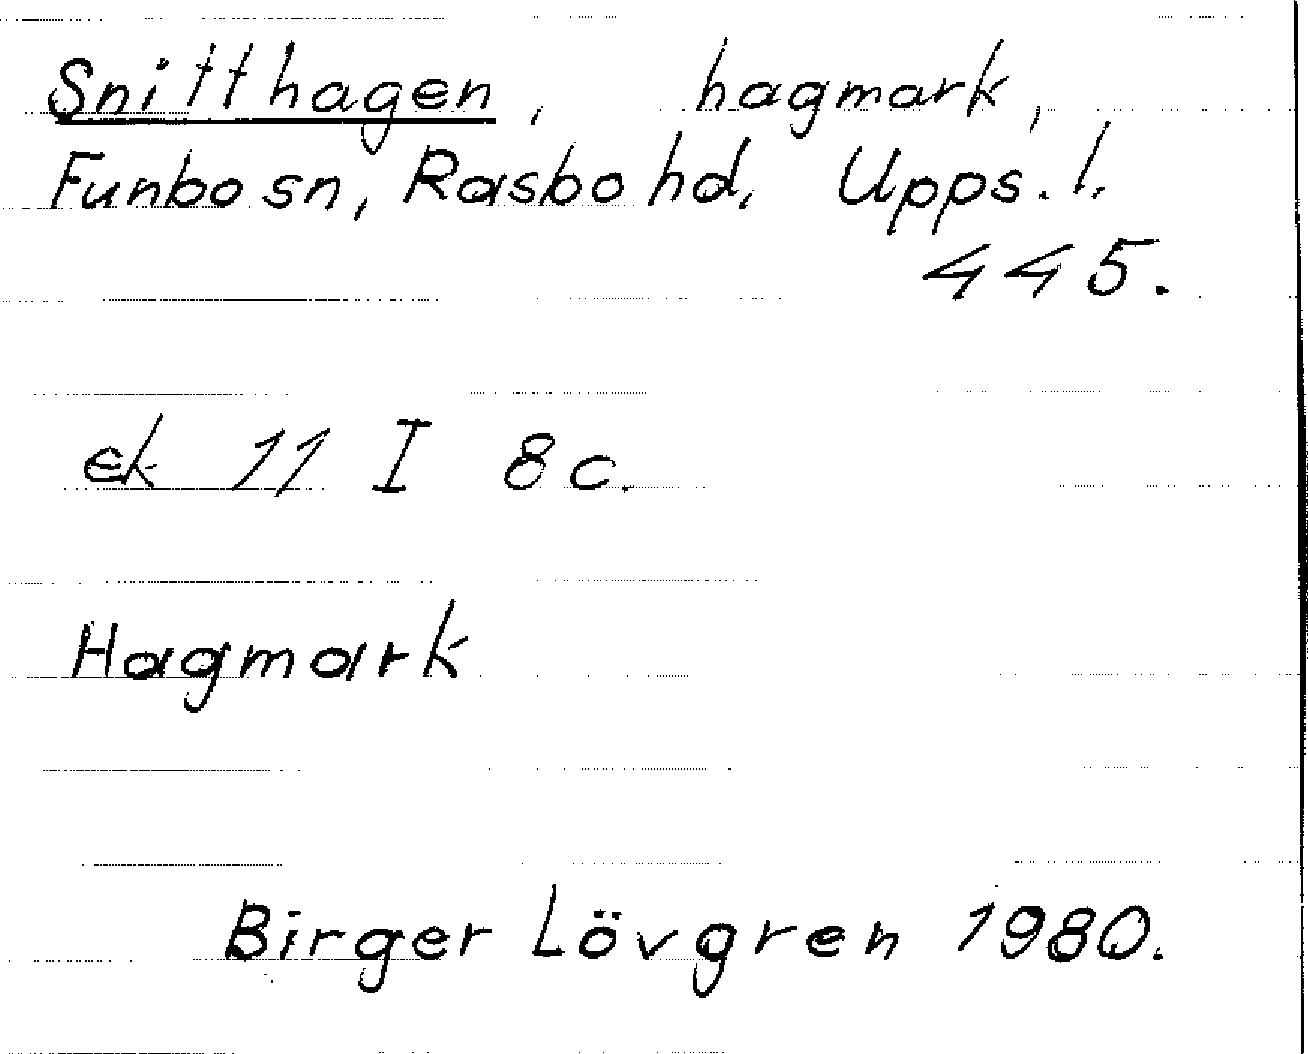 Snitthagen, hagmark,
Funbo sn, Rasbo hd, Upps. l.
445.
ek 11 I 8c.
Hagmark
Birger Lövgren 1980.